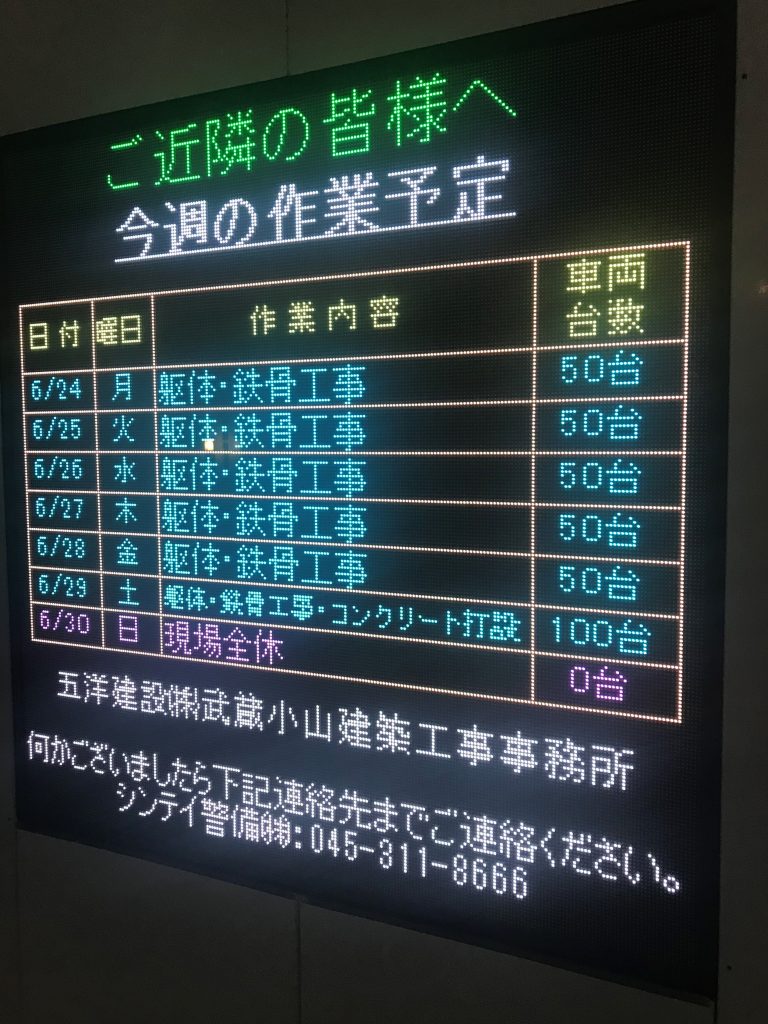 ご近隣の皆様へ
今週の作業予定
日付 曜日 作業内容 車両台数
6/24 月 躯体・鉄骨工事 50台
6/25 火 躯体・鉄骨工事 50台
6/26 水 躯体・鉄骨工事 50台
6/27 木 躯体・鉄骨工事 50台
6/28 金 躯体・鉄骨工事 50台
6/29 土 躯体・鉄骨工事・コンクリート打設 100台
6/30 日 現場全休 0台
五洋建設㈱武蔵小山建築工事事務所
何かございましたら下記連絡先までご連絡ください。
シンテイ警備㈱:045-311-8666